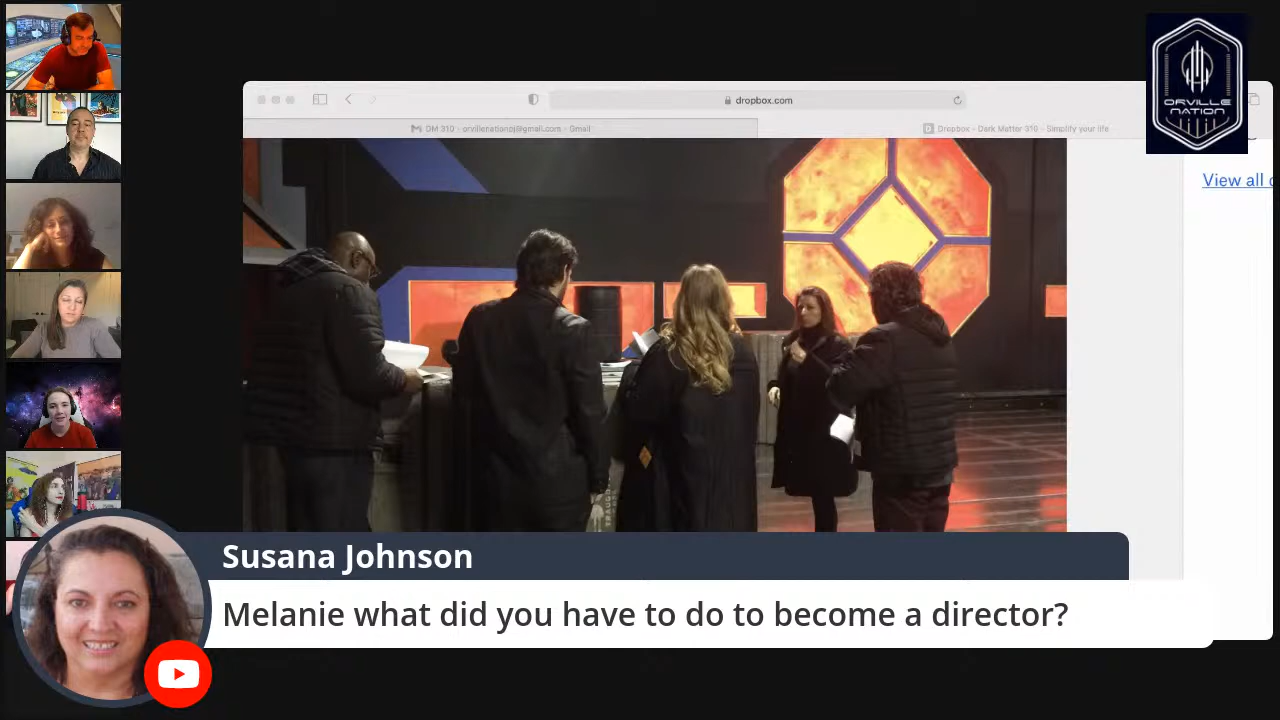 dropbox.com
DM 310 - orvillenationpj@gmail.com - Gmail
Dropbox - Dark Matter 310 - Simplify your life
ORVILLE
NATION
View all
Susana Johnson
Melanie what did you have to do to become a director?